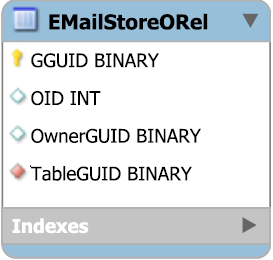 EMailStoreORel
GGUID BINARY
OID INT
OwnerGUID BINARY
TableGUID BINARY
Indexes